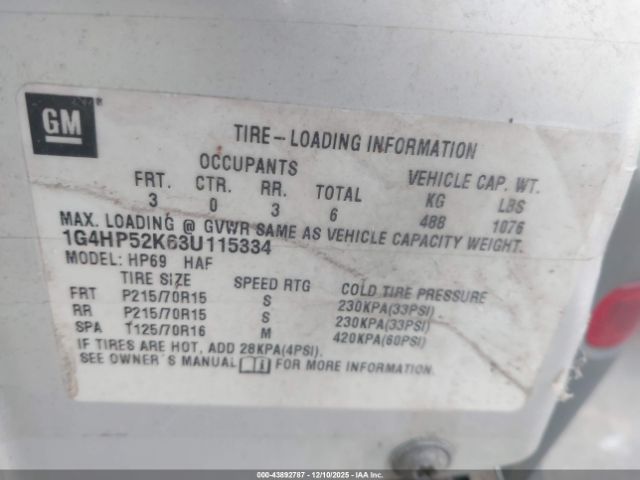 GM
TIRE-LOADING INFORMATION
OCCUPANTS VEHICLE CAP. WT.
FRT. CTR. RR. TOTAL KG LBS
3 0 3 6 488 1076
MAX. LOADING @ GVWR SAME AS VEHICLE CAPACITY WEIGHT.
1G4HP52K63U115334
MODEL: HP69 HAF
TIRE SIZE SPEED RTG COLD TIRE PRESSURE
FRT P215/70R15 S 230KPA(33PSI)
RR P215/70R15 S 230KPA(33PSI)
SPA T125/70R16 M 420KPA(60PSI)
IF TIRES ARE HOT, ADD 28KPA(4PSI).
SEE OWNER'S MANUAL FOR MORE INFORMATION.
000-43892787 - 12/10/2025 - IAA Inc.